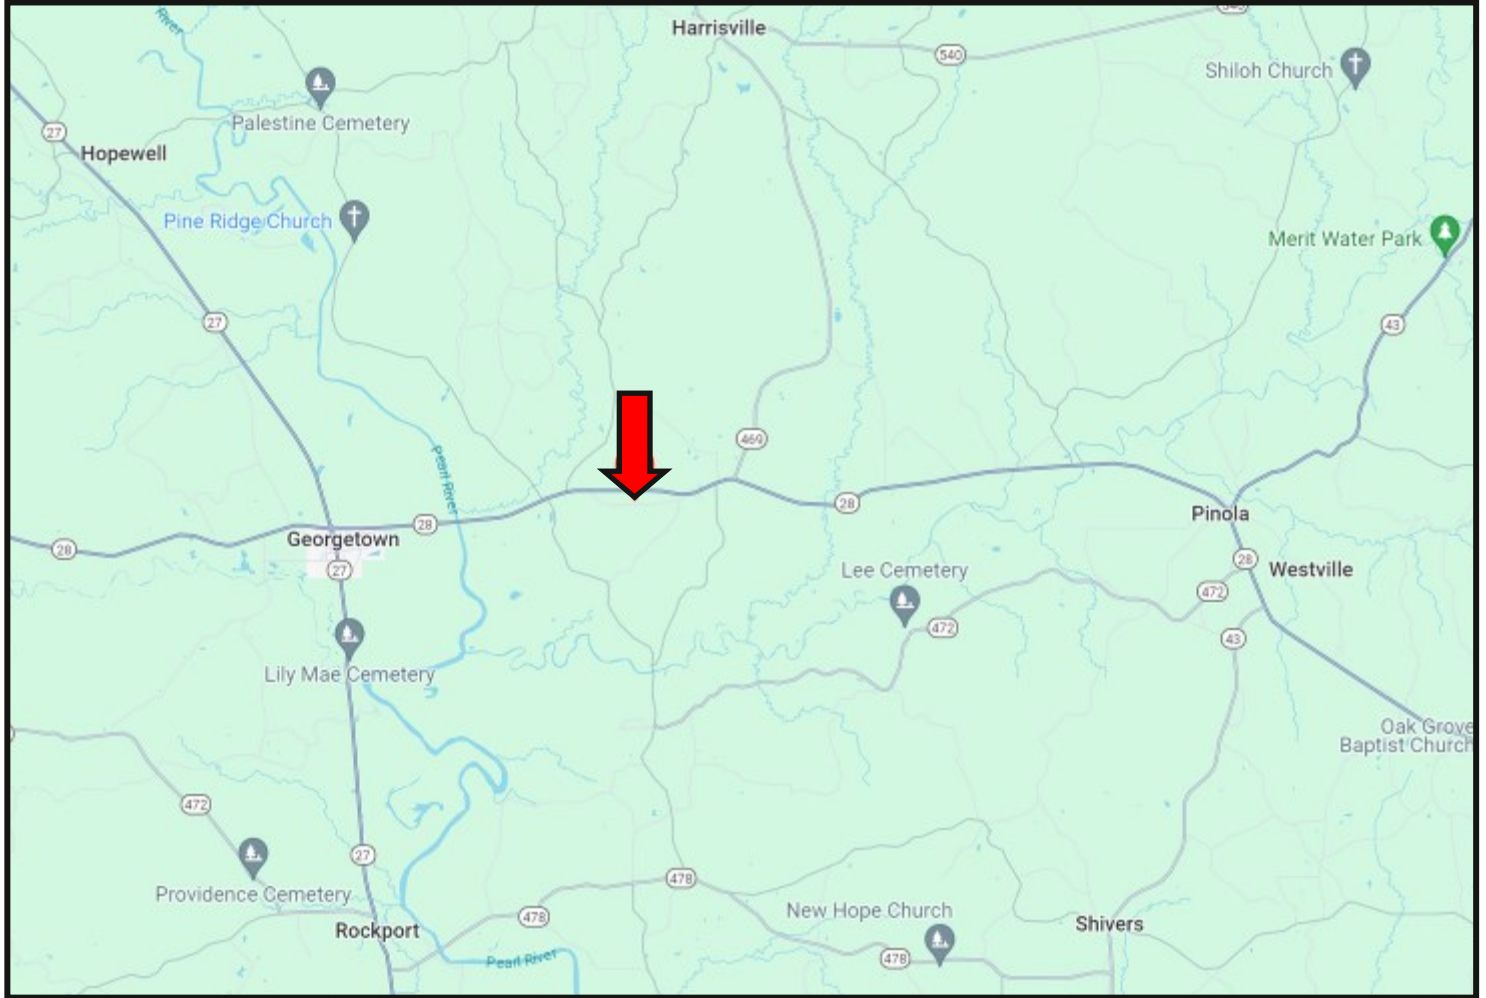 River
Harrisville
540
540
Shiloh Church
Palestine Cemetery
27
Hopewell
Pine Ridge Church
Merit Water Park
27
43
469
Pearl River
28
Pinola
28
Georgetown
28
27
28
Westville
Lee Cemetery
472
472
43
Lily Mae Cemetery
Oak Grove
Baptist Church
472
27
478
Providence Cemetery
478
New Hope Church
Rockport
Shivers
478
Pearl River